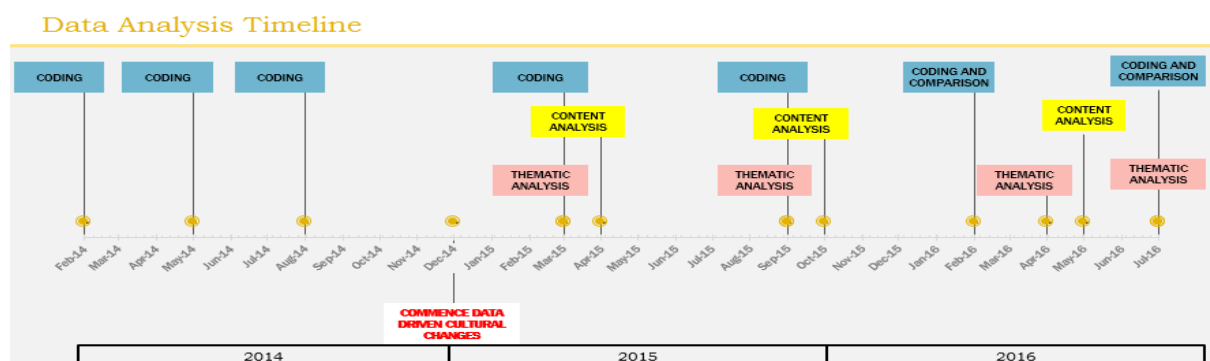 Data Analysis Timeline
CODING
CODING
CODING
CODING
CODING
CODING AND
COMPARISON
CODING AND
COMPARISON
CONTENT
ANALYSIS
CONTENT
ANALYSIS
CONTENT
ANALYSIS
THEMATIC
ANALYSIS
THEMATIC
ANALYSIS
THEMATIC
ANALYSIS
THEMATIC
ANALYSIS
Feb-14
Mar-14
Apr-14
May-14
Jun-14
Jul-14
Aug-14
Sep-14
Oct-14
Nov-14
Dec-14
Jan-15
Feb-15
Mar-15
Apr-15
May-15
Jun-15
Jul-15
Aug-15
Sep-15
Oct-15
Nov-15
Dec-15
Jan-16
Feb-16
Mar-16
Apr-16
May-16
Jun-16
Jul-16
COMMENCE DATA
DRIVEN CULTURAL
CHANGES
2014
2015
2016